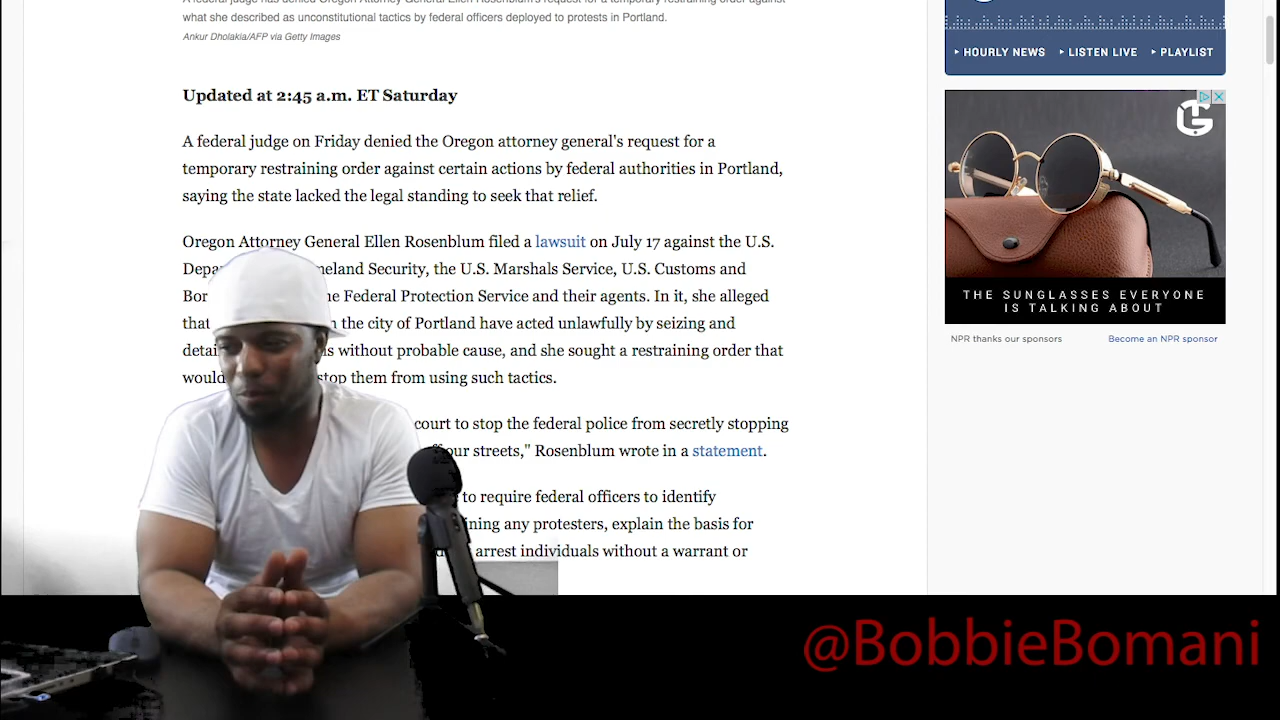 what she described as unconstitutional tactics by federal officers deployed to protests in Portland.
Ankur Dholakia/AFP via Getty Images
Updated at 2:45 a.m. ET Saturday
A federal judge on Friday denied the Oregon attorney general's request for a
temporary restraining order against certain actions by federal authorities in Portland,
saying the state lacked the legal standing to seek that relief.
Oregon Attorney General Ellen Rosenblum filed a lawsuit on July 17 against the U.S.
Security, the U.S. Marshals Service, U.S. Customs and
Federal Protection Service and their agents. In it, she alleged
that the city of Portland have acted unlawfully by seizing and
without probable cause, and she sought a restraining order that
would stop them from using such tactics.
court to stop the federal police from secretly stopping
our streets," Rosenblum wrote in a statement.
to require federal officers to identify
any protesters, explain the basis for
arrest individuals without a warrant or
HOURLY NEWS LISTEN LIVE PLAYLIST
TG
THE SUNGLASSES EVERYONE
IS TALKING ABOUT
NPR thanks our sponsors Become an NPR sponsor
@BobbieBomani